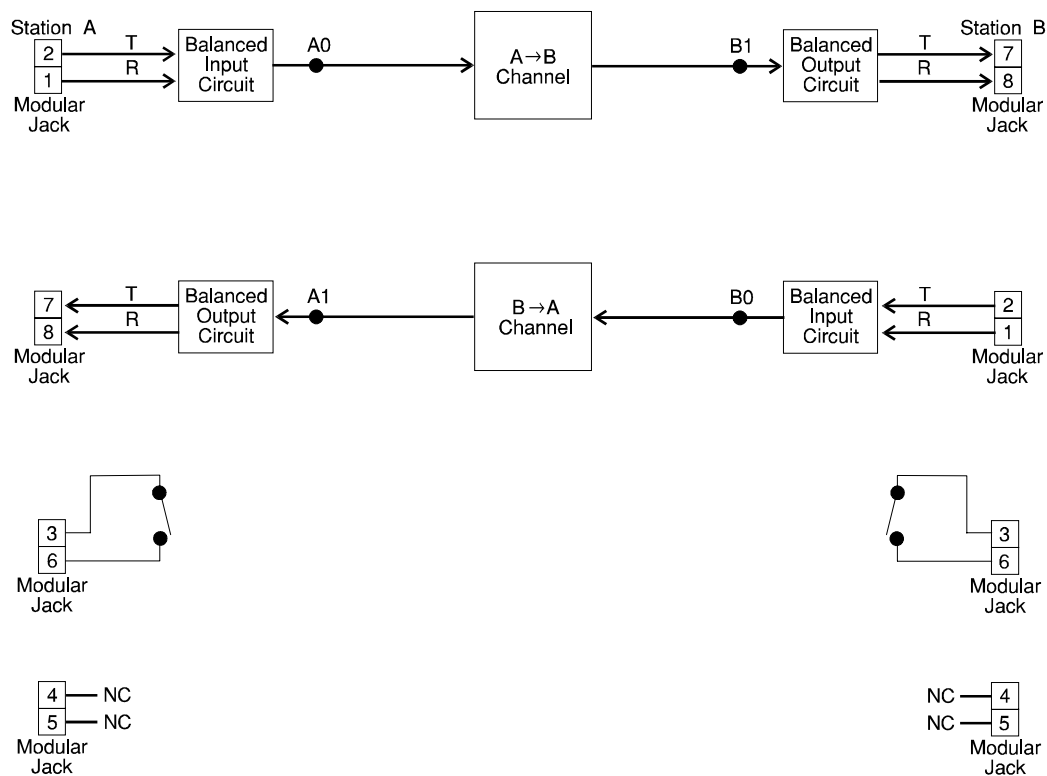 Station A
Station B
2 T
1 R
Modular
Jack
Balanced
Input
Circuit
A0
A→B
Channel
B1
Balanced
Output
Circuit
T 7
R 8
Modular
Jack
7 T
8 R
Modular
Jack
Balanced
Output
Circuit
A1
B→A
Channel
B0
Balanced
Input
Circuit
T 2
R 1
Modular
Jack
3
6
Modular
Jack
3
6
Modular
Jack
4 NC
5 NC
Modular
Jack
NC 4
NC 5
Modular
Jack